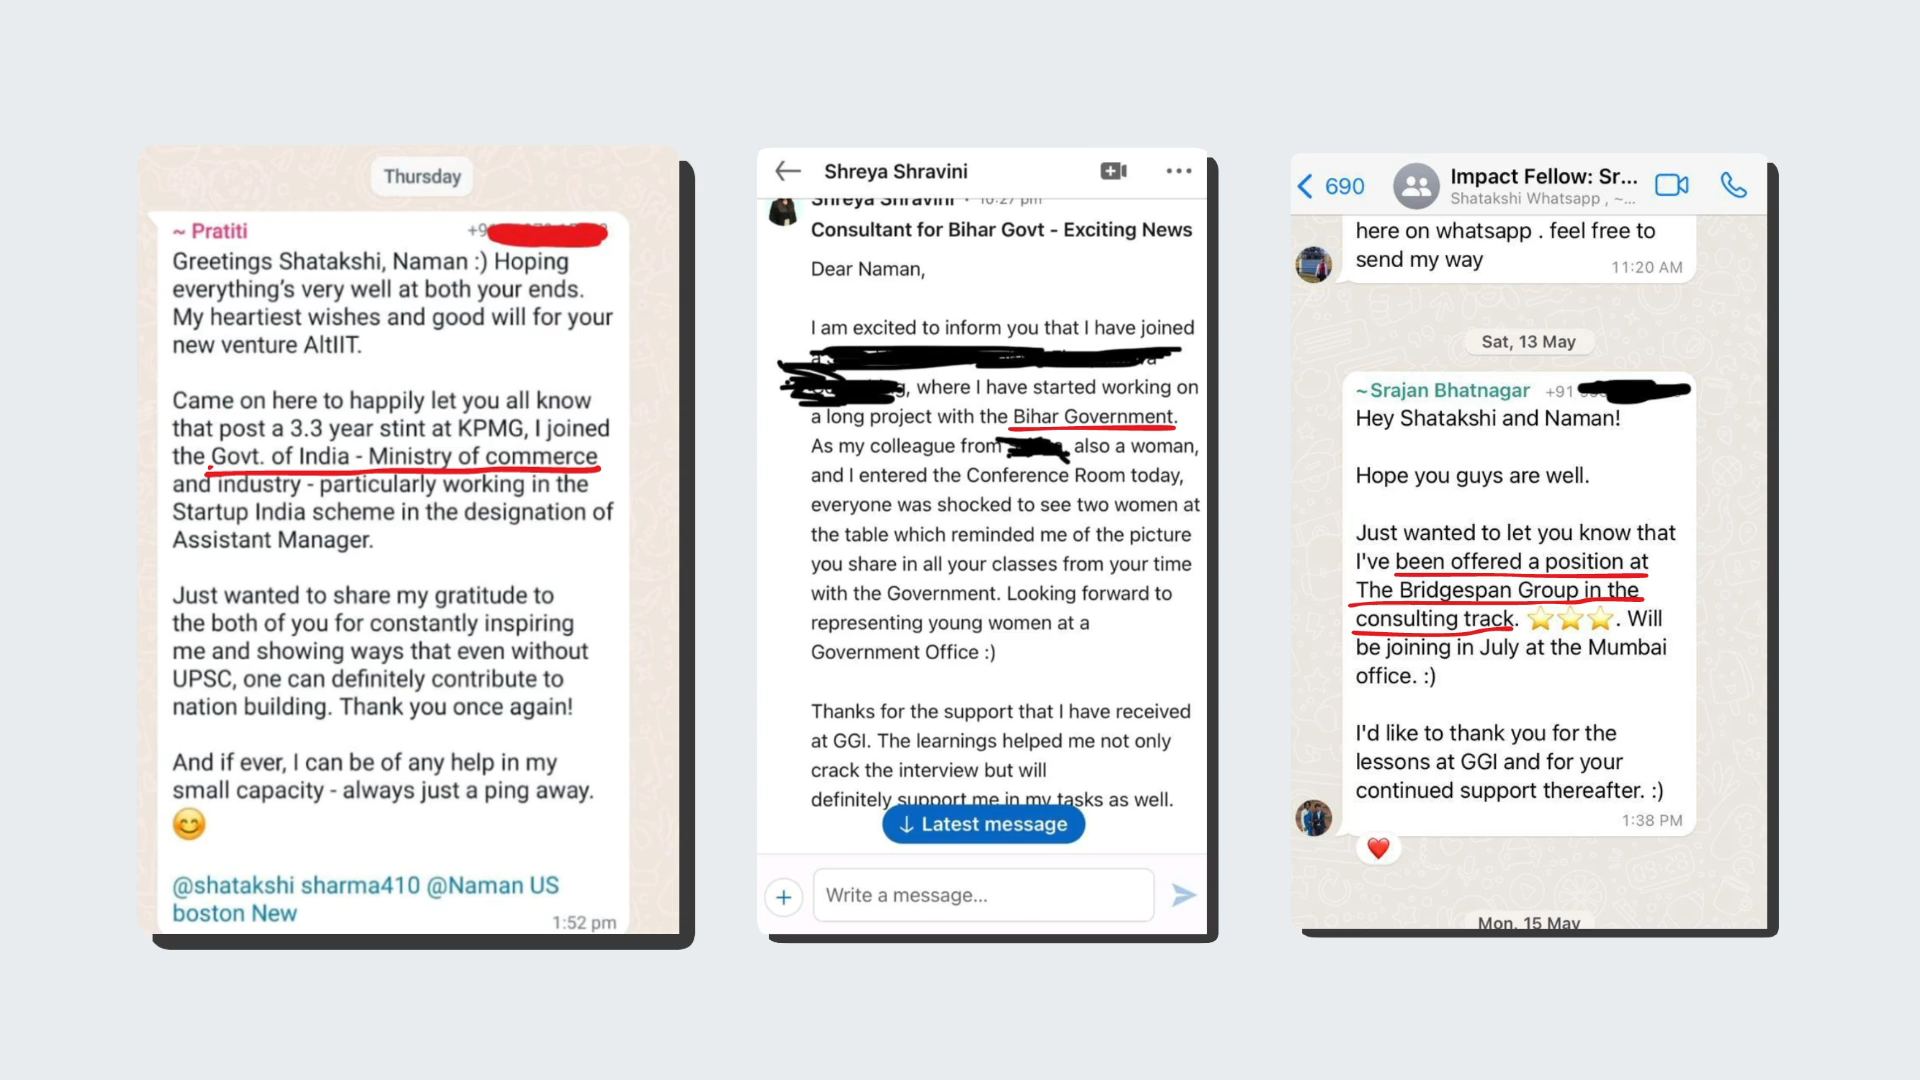 Thursday
~ Pratiti
+9
Greetings Shatakshi, Naman :) Hoping
everything's very well at both your ends.
My heartiest wishes and good will for your
new venture AltIIT.
Came on here to happily let you all know
that post a 3.3 year stint at KPMG, I joined
the Govt. of India - Ministry of commerce
and industry - particularly working in the
Startup India scheme in the designation of
Assistant Manager.
Just wanted to share my gratitude to
the both of you for constantly inspiring
me and showing ways that even without
UPSC, one can definitely contribute to
nation building. Thank you once again!
And if ever, I can be of any help in my
small capacity - always just a ping away.
😊
@shatakshi sharma410 @Naman US
boston New
1:52 pm
Shreya Shravini
Shreya Shravini • 10:27 pm
Consultant for Bihar Govt - Exciting News
Dear Naman,
I am excited to inform you that I have joined
g, where I have started working on
a long project with the Bihar Government.
As my colleague from , also a woman,
and I entered the Conference Room today,
everyone was shocked to see two women at
the table which reminded me of the picture
you share in all your classes from your time
with the Government. Looking forward to
representing young women at a
Government Office :)
Thanks for the support that I have received
at GGI. The learnings helped me not only
crack the interview but will
definitely support me in my tasks as well.
↓ Latest message
Write a message...
690
Impact Fellow: Sr...
Shatakshi Whatsapp , ~...
here on whatsapp . feel free to
send my way
11:20 AM
Sat, 13 May
~ Srajan Bhatnagar
+91
Hey Shatakshi and Naman!
Hope you guys are well.
Just wanted to let you know that
I've been offered a position at
The Bridgespan Group in the
consulting track. ⭐⭐⭐. Will
be joining in July at the Mumbai
office. :)
I'd like to thank you for the
lessons at GGI and for your
continued support thereafter. :)
1:38 PM
❤️
Mon, 15 May